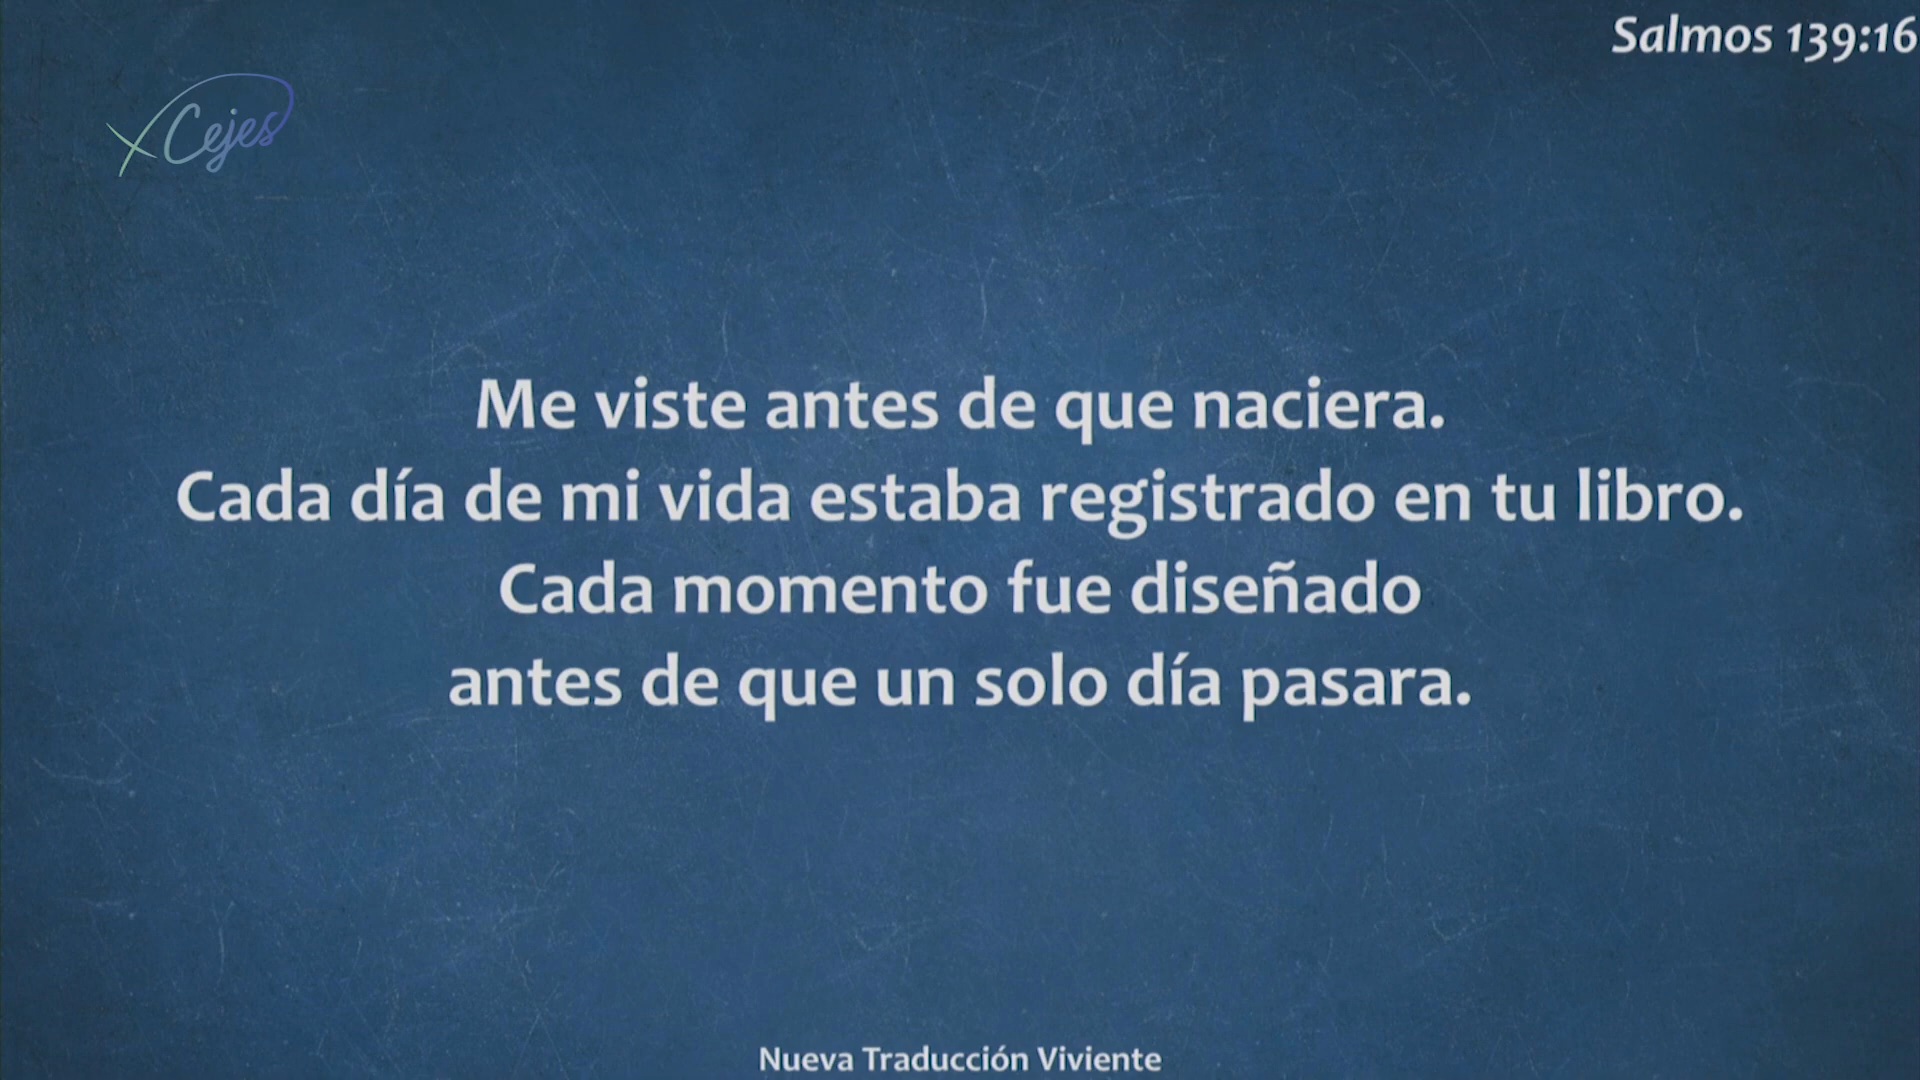 Salmos 139:16
Cejes
Me viste antes de que naciera.
Cada día de mi vida estaba registrado en tu libro.
Cada momento fue diseñado
antes de que un solo día pasara.
Nueva Traducción Viviente